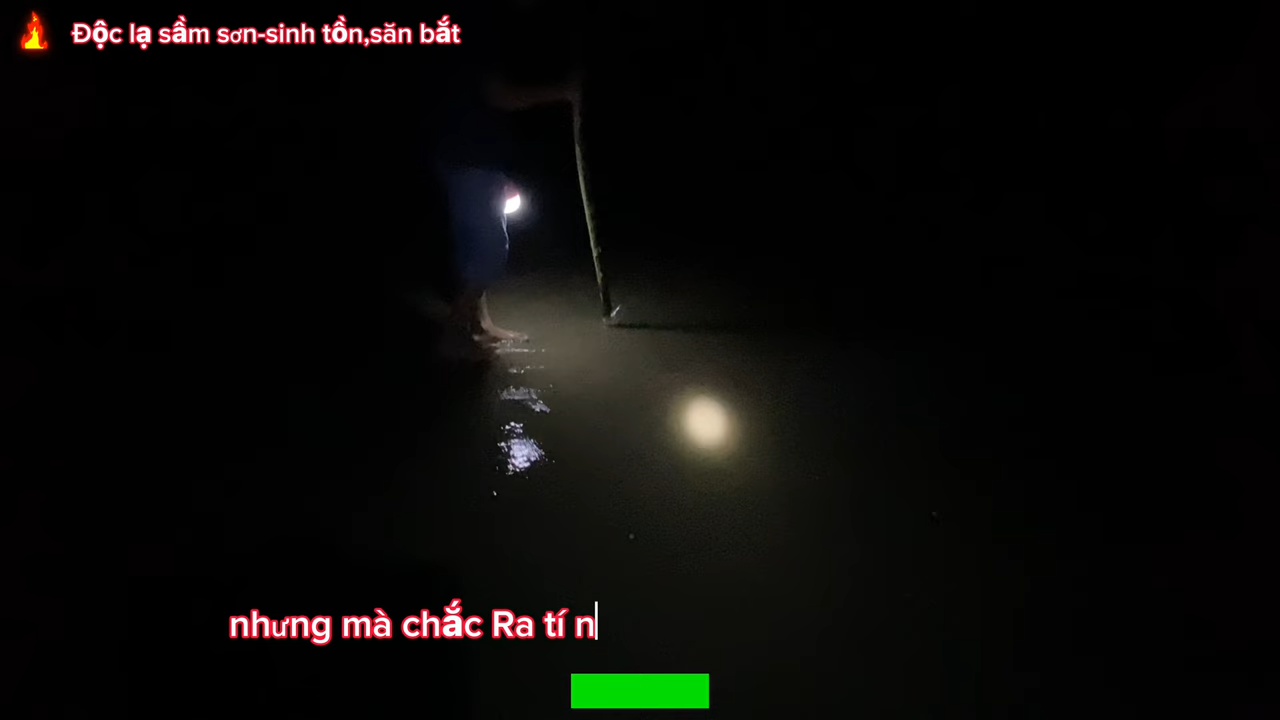 Độc lạ sầm sơn-sinh tồn,săn bắt
nhưng mà chắc Ra tí n